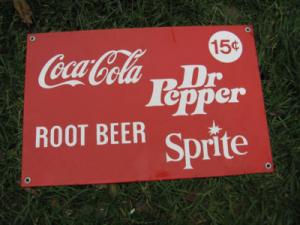 15¢
Coca-Cola
Dr
Pepper
ROOT BEER
Sprite